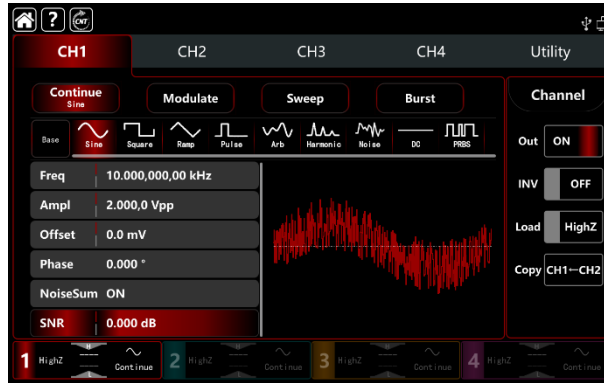 ? CNT
CH1 CH2 CH3 CH4 Utility
Continue Modulate Sweep Burst Channel
Sine
Base Sine Square Ramp Pulse Arb Harmonic Noise DC PRBS
Out ON
Freq 10.000,000,00 kHz
INV OFF
Ampl 2.000,0 Vpp
Offset 0.0 mV
Load HighZ
Phase 0.000 °
Copy CH1←CH2
NoiseSum ON
SNR 0.000 dB
1 HighZ H L Continue 2 HighZ Continue 3 HighZ Continue 4 HighZ Continue